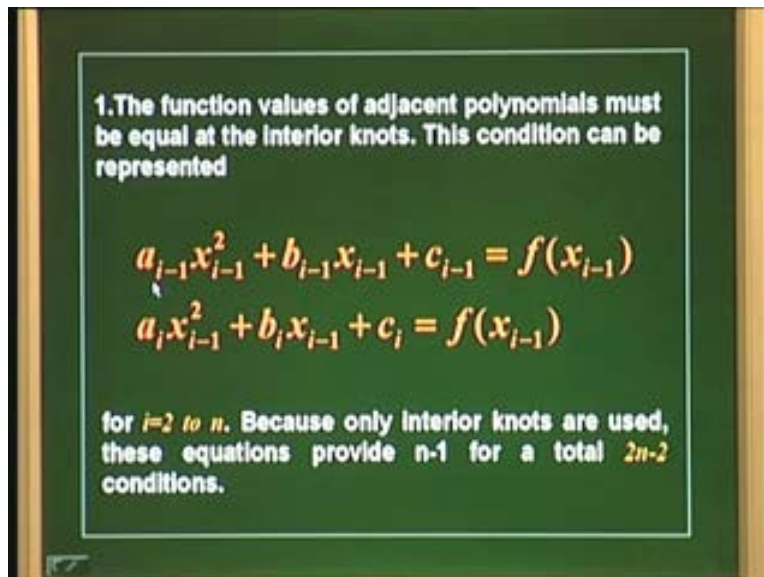 1.The function values of adjacent polynomials must
be equal at the interior knots. This condition can be
represented
a_{i-1}x_{i-1}^2 + b_{i-1}x_{i-1} + c_{i-1} = f(x_{i-1})
a_i x_{i-1}^2 + b_i x_{i-1} + c_i = f(x_{i-1})
for i=2 to n. Because only interior knots are used,
these equations provide n-1 for a total 2n-2
conditions.